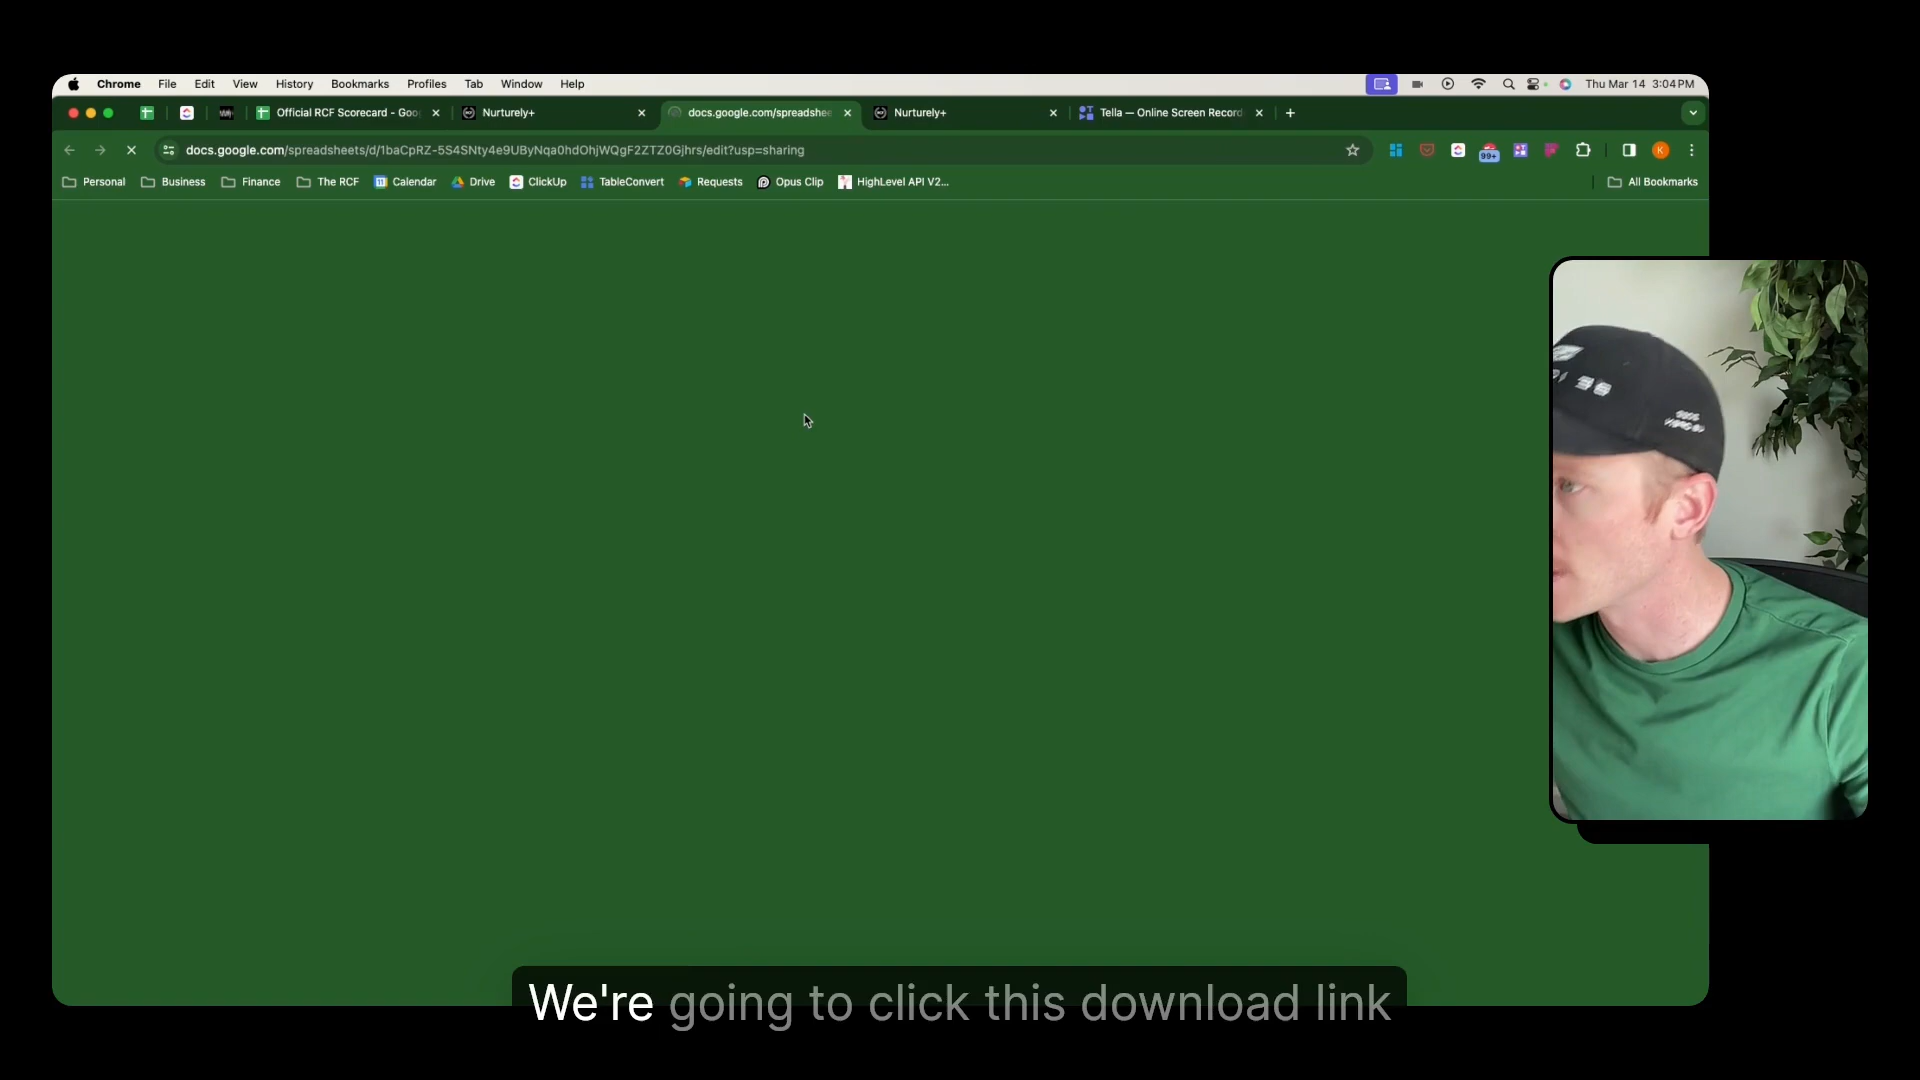 Chrome File Edit View History Bookmarks Profiles Tab Window Help Thu Mar 14 3:04 PM
Official RCF Scorecard - Goo Nurturely+ docs.google.com/spreadshee Nurturely+ Tella — Online Screen Record
docs.google.com/spreadsheets/d/1baCpRZ-5S4SNty4e9UByNqa0hdOhjWQgF2ZTZ0Gjhrs/edit?usp=sharing 99+ K
Personal Business Finance The RCF Calendar Drive ClickUp TableConvert Requests Opus Clip HighLevel API V2... All Bookmarks
We're going to click this download link